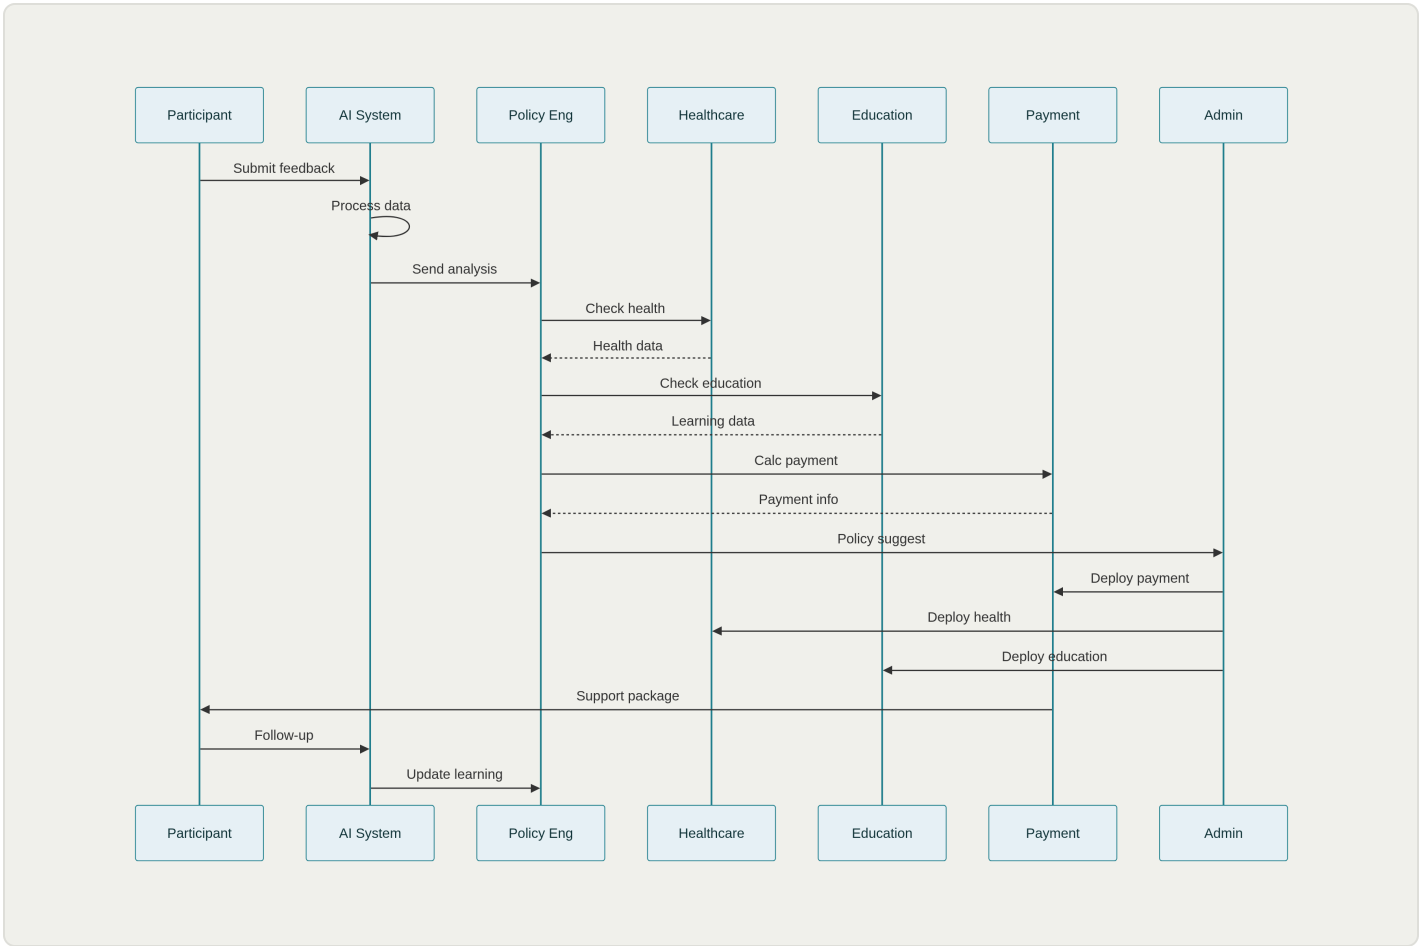 Participant
AI System
Policy Eng
Healthcare
Education
Payment
Admin
Submit feedback
Process data
Send analysis
Check health
Health data
Check education
Learning data
Calc payment
Payment info
Policy suggest
Deploy payment
Deploy health
Deploy education
Support package
Follow-up
Update learning
Participant
AI System
Policy Eng
Healthcare
Education
Payment
Admin